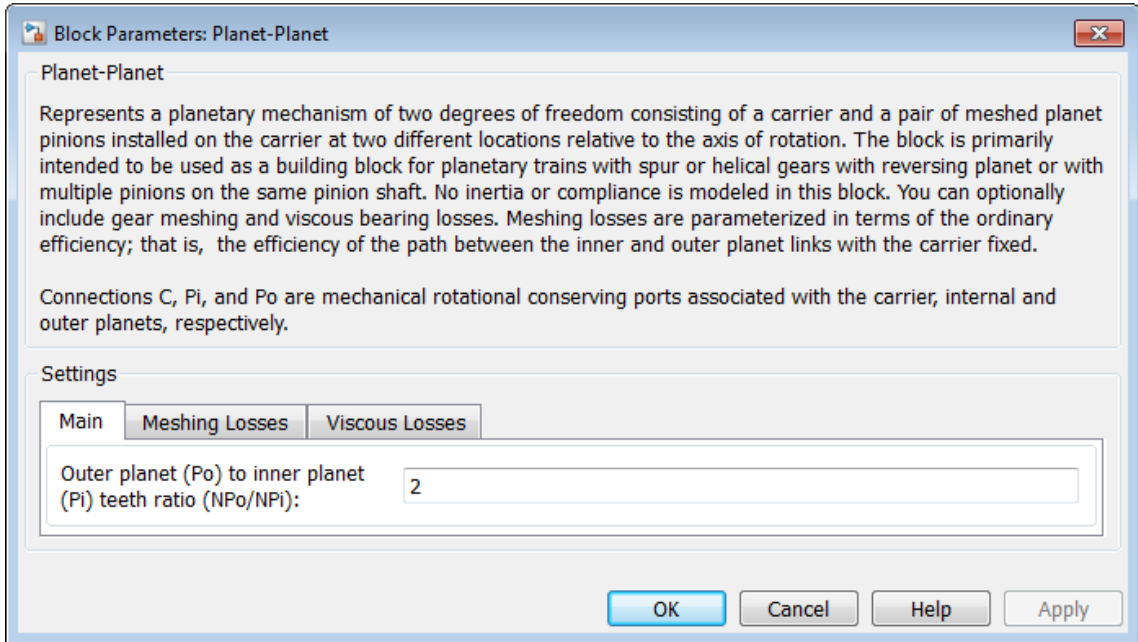 Block Parameters: Planet-Planet
Planet-Planet
Represents a planetary mechanism of two degrees of freedom consisting of a carrier and a pair of meshed planet
pinions installed on the carrier at two different locations relative to the axis of rotation. The block is primarily
intended to be used as a building block for planetary trains with spur or helical gears with reversing planet or with
multiple pinions on the same pinion shaft. No inertia or compliance is modeled in this block. You can optionally
include gear meshing and viscous bearing losses. Meshing losses are parameterized in terms of the ordinary
efficiency; that is, the efficiency of the path between the inner and outer planet links with the carrier fixed.
Connections C, Pi, and Po are mechanical rotational conserving ports associated with the carrier, internal and
outer planets, respectively.
Settings
Main Meshing Losses Viscous Losses
Outer planet (Po) to inner planet
(Pi) teeth ratio (NPo/NPi):
2
OK Cancel Help Apply